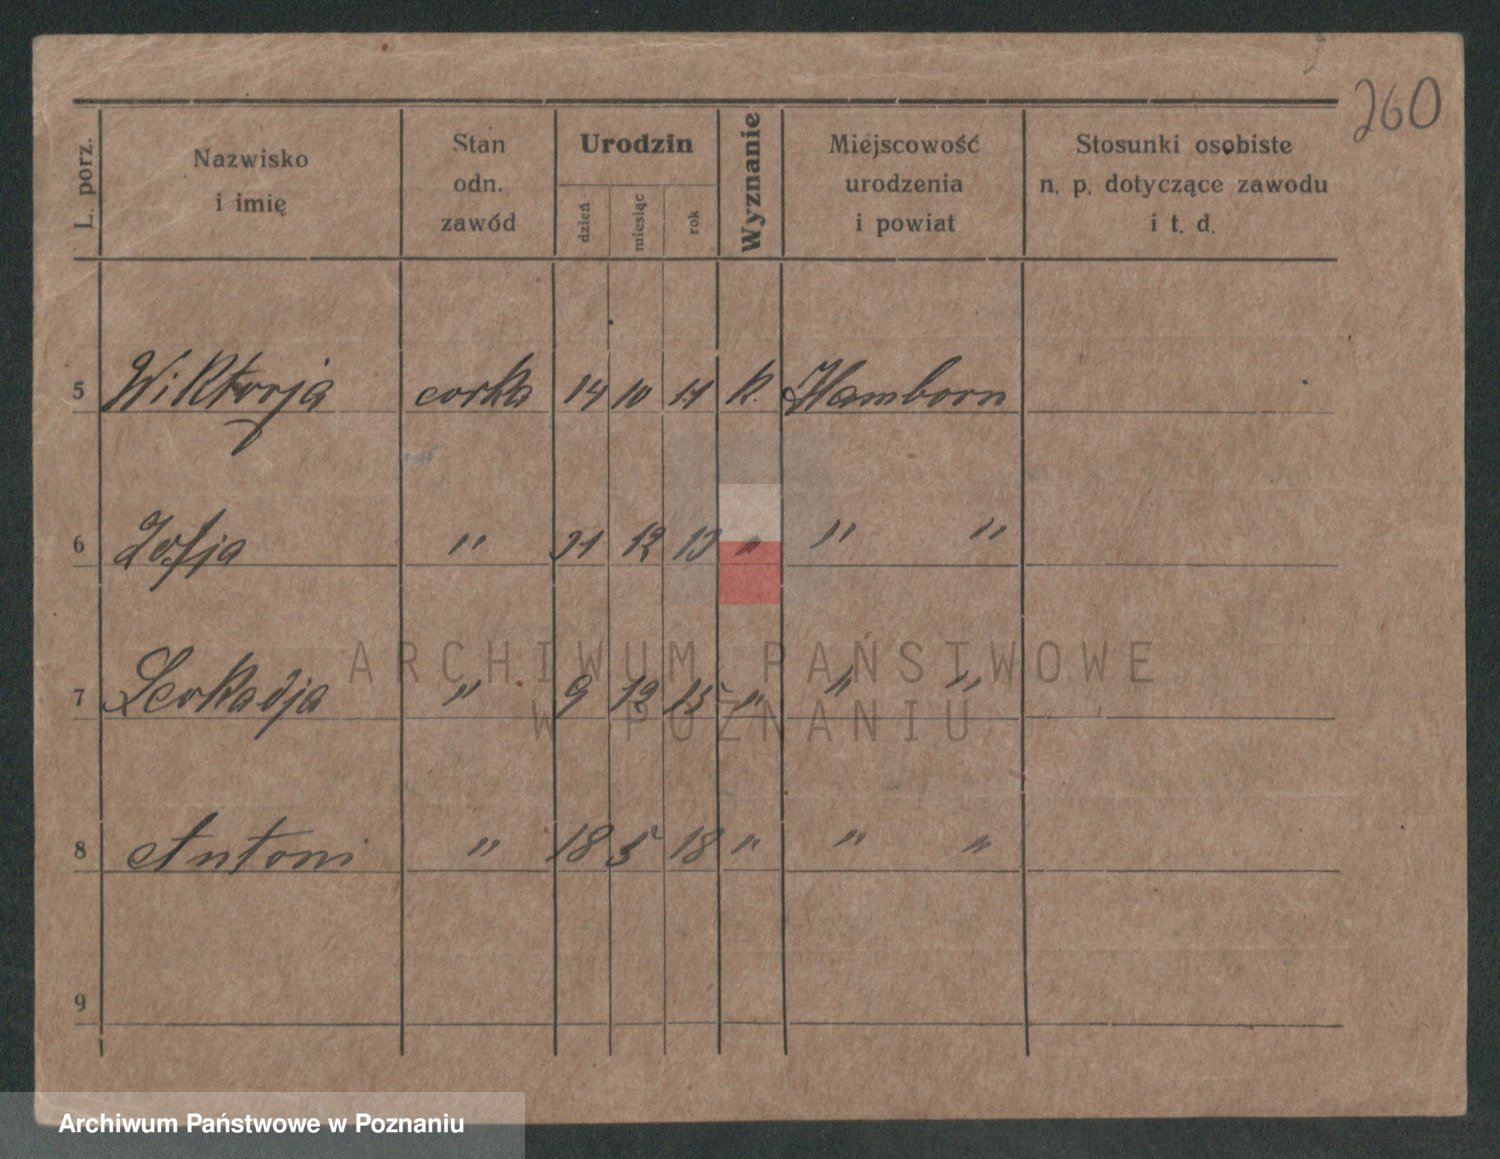 260
L. porz.
Nazwisko i imię
Stan odn. zawód
Urodzin
dzień
miesiąc
rok
Wyznanie
Miejscowość urodzenia i powiat
Stosunki osobiste n. p. dotyczące zawodu i t. d.
5 Wiktorja corka 14 10 11 k. Hamborn
6 Zofja " 21 12 13 " " "
7 Leokadja " 9 12 15 " " "
8 Antoni " 18 5 18 " " "
9
ARCHIWUM PAŃSTWOWE
W POZNANIU
Archiwum Państwowe w Poznaniu